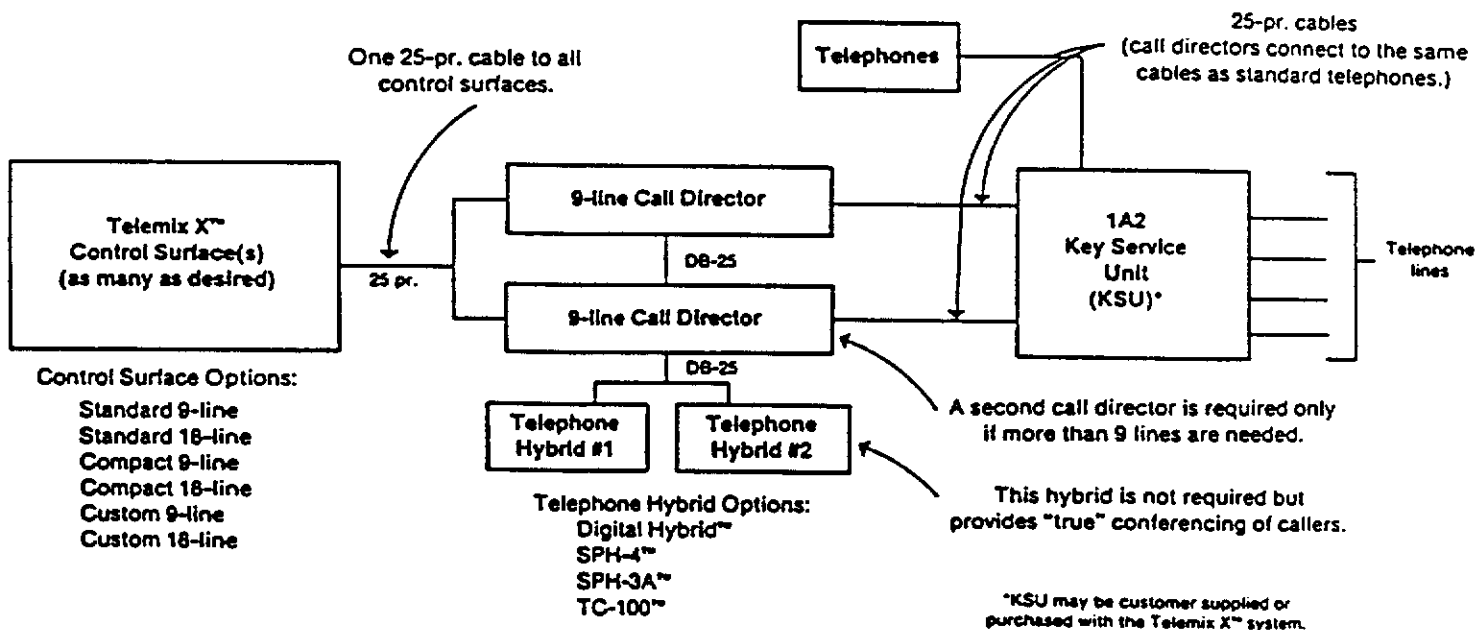 One 25-pr. cable to all
control surfaces.
Telephones
25-pr. cables
(call directors connect to the same
cables as standard telephones.)
Telemix X™
Control Surface(s)
(as many as desired)
25 pr.
9-line Call Director
DB-25
9-line Call Director
DB-25
1A2
Key Service
Unit
(KSU)*
Telephone
lines
Control Surface Options:
Standard 9-line
Standard 18-line
Compact 9-line
Compact 18-line
Custom 9-line
Custom 18-line
Telephone
Hybrid #1
Telephone
Hybrid #2
A second call director is required only
if more than 9 lines are needed.
This hybrid is not required but
provides "true" conferencing of callers.
Telephone Hybrid Options:
Digital Hybrid™
SPH-4™
SPH-3A™
TC-100™
*KSU may be customer supplied or
purchased with the Telemix X™ system.